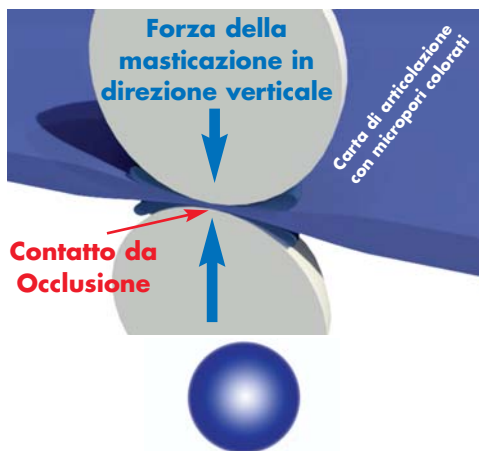 Forza della
masticazione in
direzione verticale
Carta di articolazione
con micropori colorati
Contatto da
Occlusione